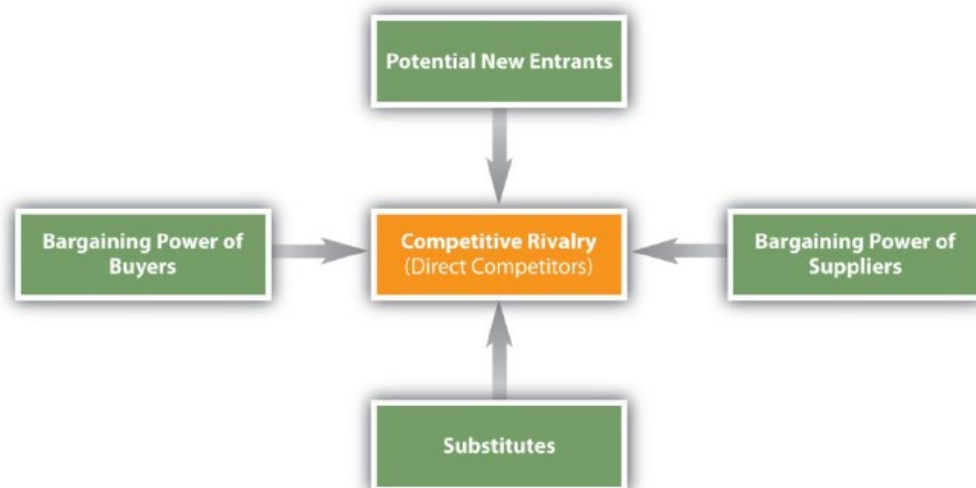 Potential New Entrants
Bargaining Power of
Buyers
Competitive Rivalry
(Direct Competitors)
Bargaining Power of
Suppliers
Substitutes